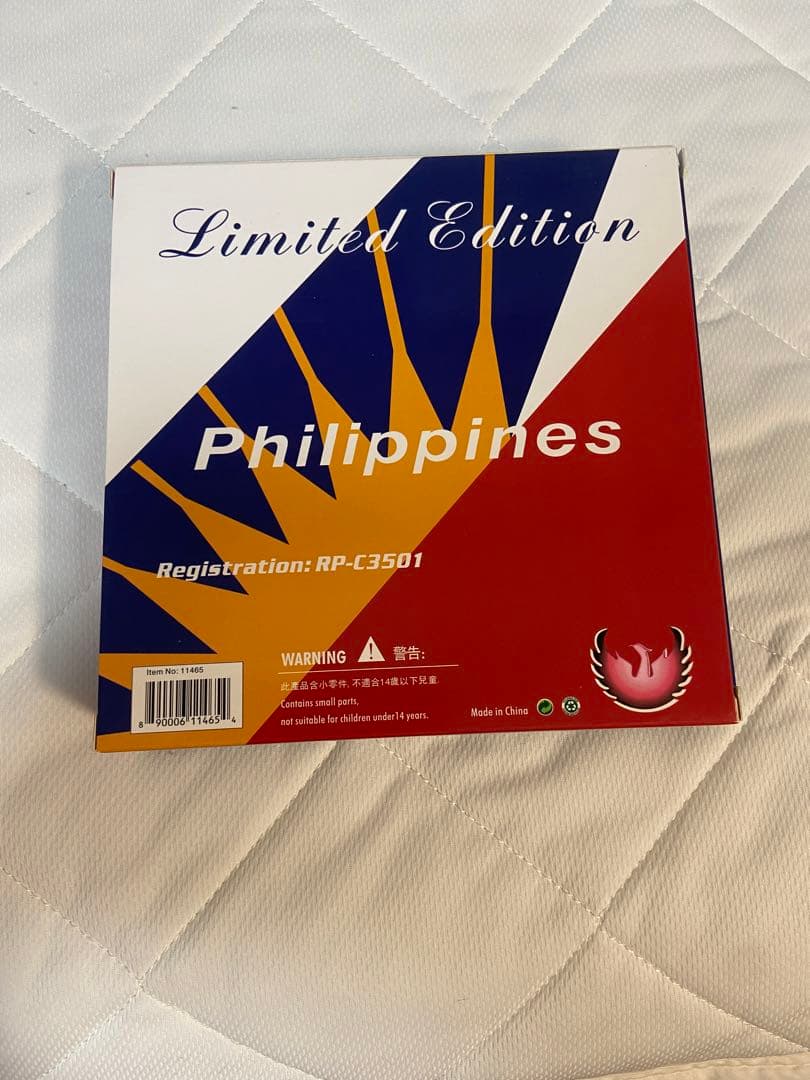 Limited Edition
Philippines
Registration: RP-C3501
Item No: 11465
8 90006 11465 4
WARNING 警告:
此產品含小零件, 不適合14歲以下兒童.
Contains small parts,
not suitable for children under14 years.
Made in China